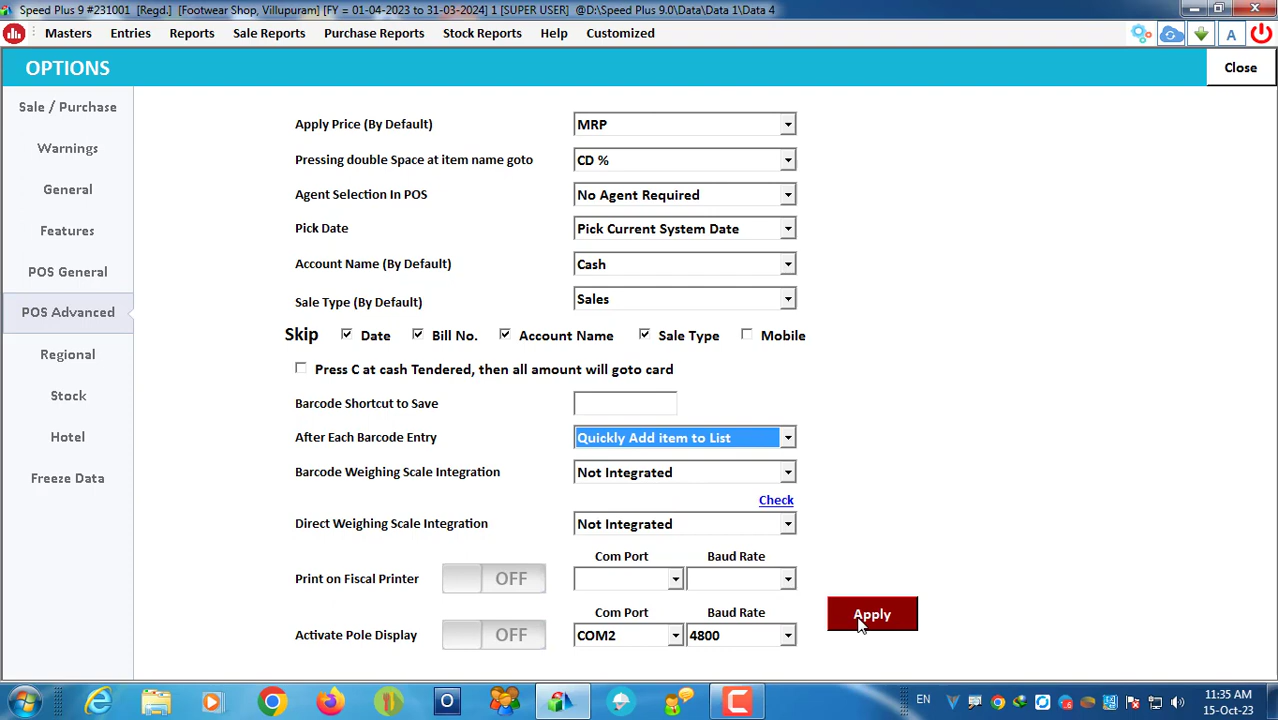 Speed Plus 9 #231001 [Regd.] [Footwear Shop, Villupuram] [FY = 01-04-2023 to 31-03-2024] 1 [SUPER USER] @D:\Speed Plus 9.0\Data\Data 1\Data 4
Masters Entries Reports Sale Reports Purchase Reports Stock Reports Help Customized A
OPTIONS Close
Sale / Purchase
Warnings
General
Features
POS General
POS Advanced
Regional
Stock
Hotel
Freeze Data
Apply Price (By Default) MRP
Pressing double Space at item name goto CD %
Agent Selection In POS No Agent Required
Pick Date Pick Current System Date
Account Name (By Default) Cash
Sale Type (By Default) Sales
Skip Date Bill No. Account Name Sale Type Mobile
Press C at cash Tendered, then all amount will goto card
Barcode Shortcut to Save
After Each Barcode Entry Quickly Add item to List
Barcode Weighing Scale Integration Not Integrated
Check
Direct Weighing Scale Integration Not Integrated
Com Port Baud Rate
Print on Fiscal Printer OFF
Com Port Baud Rate
Activate Pole Display OFF COM2 4800
Apply
EN 11:35 AM
15-Oct-23